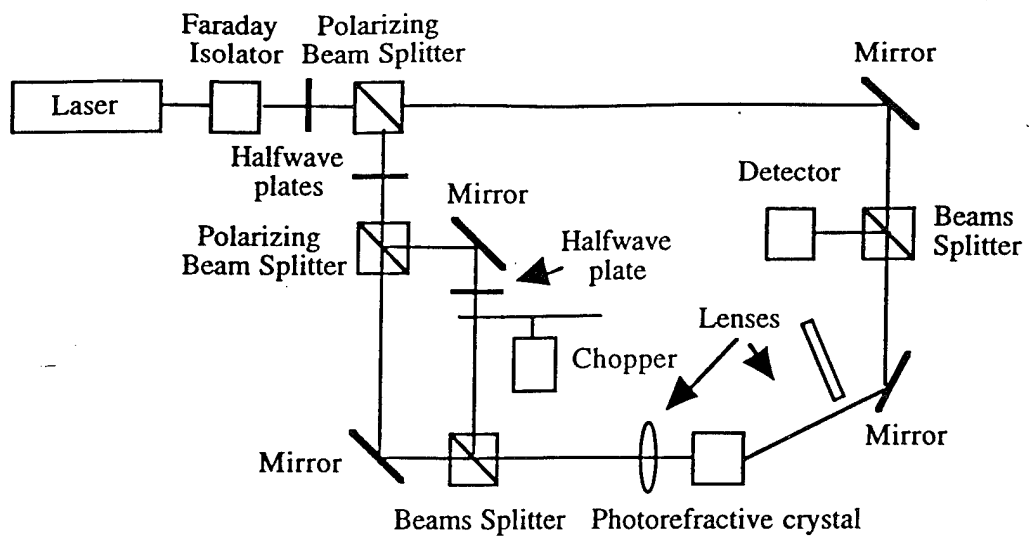 Faraday
Isolator
Polarizing
Beam Splitter
Mirror
Laser
Halfwave
plates
Mirror
Detector
Polarizing
Beam Splitter
Halfwave
plate
Beams
Splitter
Lenses
Chopper
Mirror
Mirror
Beams Splitter
Photorefractive crystal